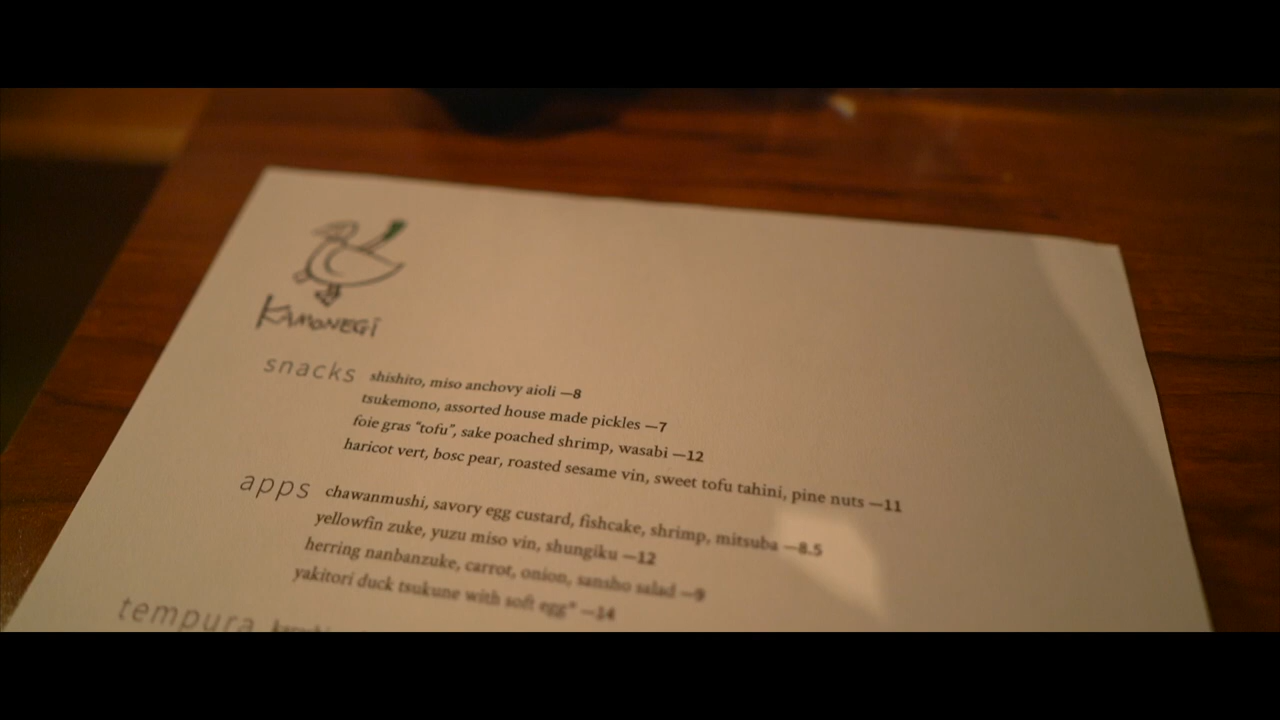 KAMONEGI
snacks shishito, miso anchovy aioli —8
tsukemono, assorted house made pickles —7
foie gras "tofu", sake poached shrimp, wasabi —12
haricot vert, bosc pear, roasted sesame vin, sweet tofu tahini, pine nuts —11
apps chawanmushi, savory egg custard, fishcake, shrimp, mitsuba —8.5
yellowfin zuke, yuzu miso vin, shungiku —12
herring nanbanzuke, carrot, onion, sansho salad —9
yakitori duck tsukune with soft egg* —14
tempura